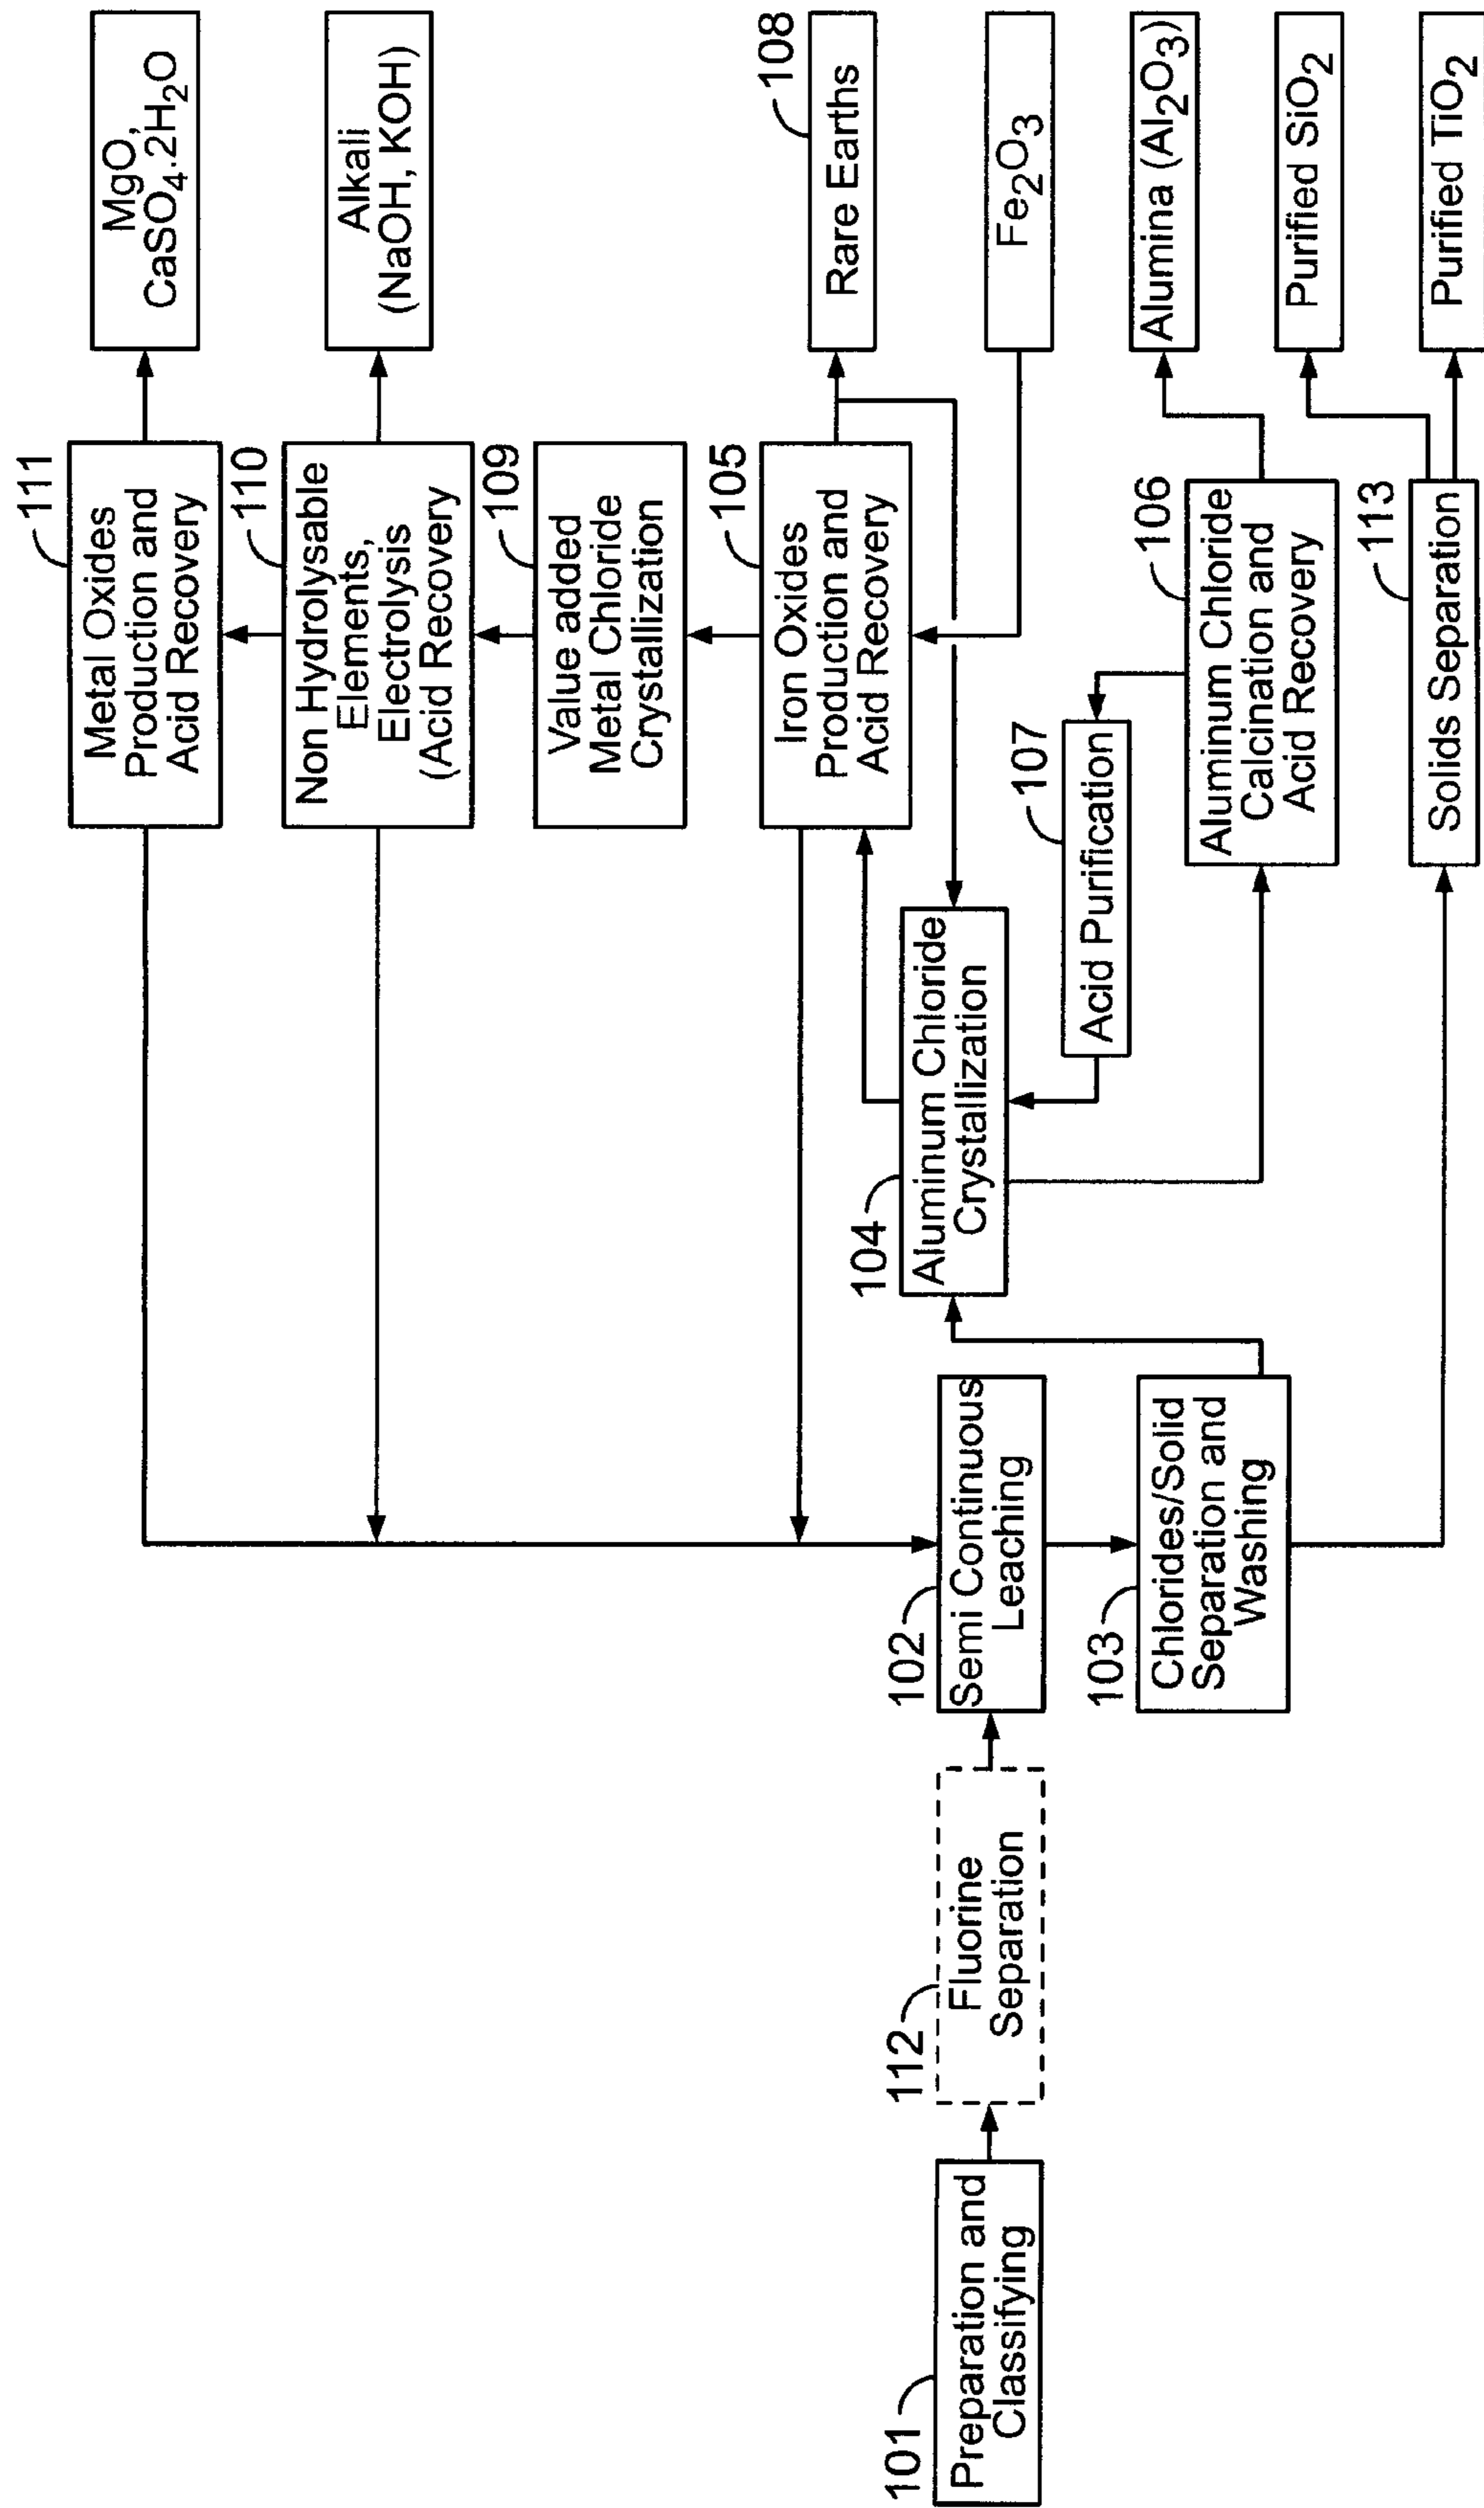 101
Preparation and
Classifying
112
Fluorine
Separation
102
Semi Continuous
Leaching
103
Chlorides/Solid
Separation and
Washing
104
Aluminum Chloride
Crystallization
111
Metal Oxides
Production and
Acid Recovery
110
Non Hydrolysable
Elements,
Electrolysis
(Acid Recovery)
109
Value added
Metal Chloride
Crystallization
105
Iron Oxides
Production and
Acid Recovery
107
Acid Purification
106
Aluminum Chloride
Calcination and
Acid Recovery
113
Solids Separation
MgO,
CaSO₄.2H₂O
Alkali
(NaOH, KOH)
108
Rare Earths
Fe₂O₃
Alumina (Al₂O₃)
Purified SiO₂
Purified TiO₂